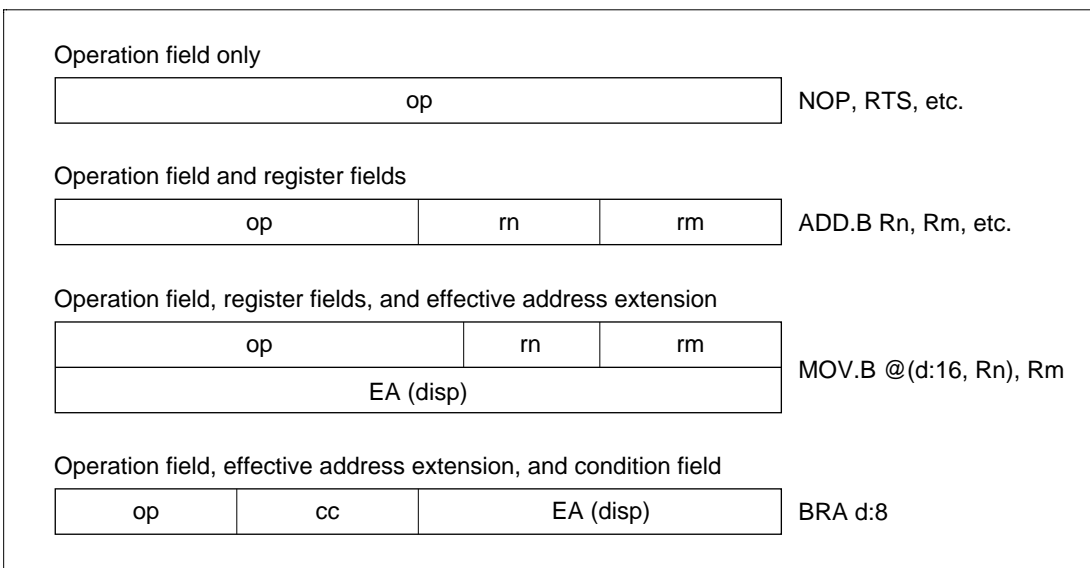 Operation field only
op
NOP, RTS, etc.
Operation field and register fields
op rn rm
ADD.B Rn, Rm, etc.
Operation field, register fields, and effective address extension
op rn rm
EA (disp)
MOV.B @(d:16, Rn), Rm
Operation field, effective address extension, and condition field
op cc EA (disp)
BRA d:8